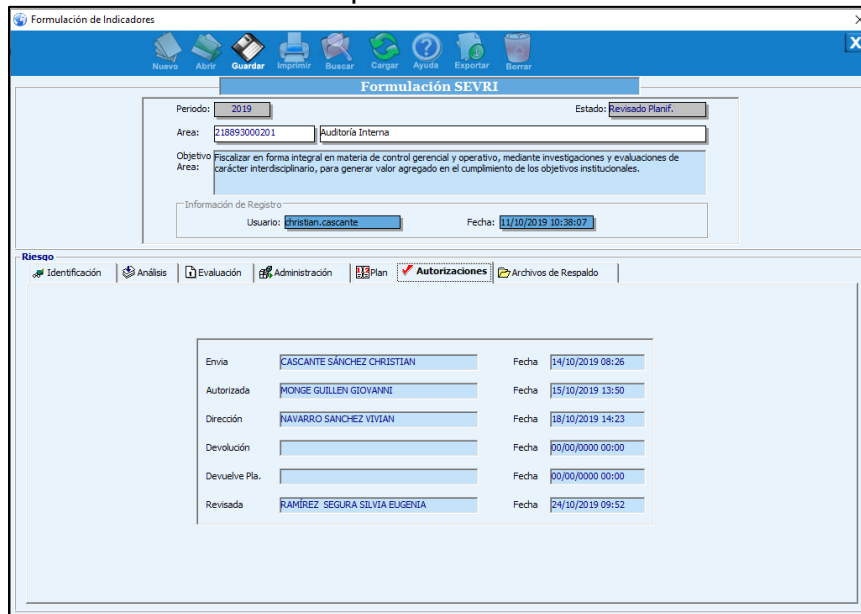 Formulación de Indicadores
Nuevo Abrir Guardar Imprimir Buscar Cargar Ayuda Exportar Borrar
Formulación SEVRI
Periodo: 2019 Estado: Revisado Planif.
Area: 218893000201 Auditoría Interna
Objetivo Area: Fiscalizar en forma integral en materia de control gerencial y operativo, mediante investigaciones y evaluaciones de
carácter interdisciplinario, para generar valor agregado en el cumplimiento de los objetivos institucionales.
Información de Registro
Usuario: christian.cascante Fecha: 11/10/2019 10:38:07
Riesgo
Identificación Análisis Evaluación Administración Plan Autorizaciones Archivos de Respaldo
Envia CASCANTE SÁNCHEZ CHRISTIAN Fecha 14/10/2019 08:26
Autorizada MONGE GUILLEN GIOVANNI Fecha 15/10/2019 13:50
Dirección NAVARRO SANCHEZ VIVIAN Fecha 18/10/2019 14:23
Devolución Fecha 00/00/0000 00:00
Devuelve Pla. Fecha 00/00/0000 00:00
Revisada RAMÍREZ SEGURA SILVIA EUGENIA Fecha 24/10/2019 09:52